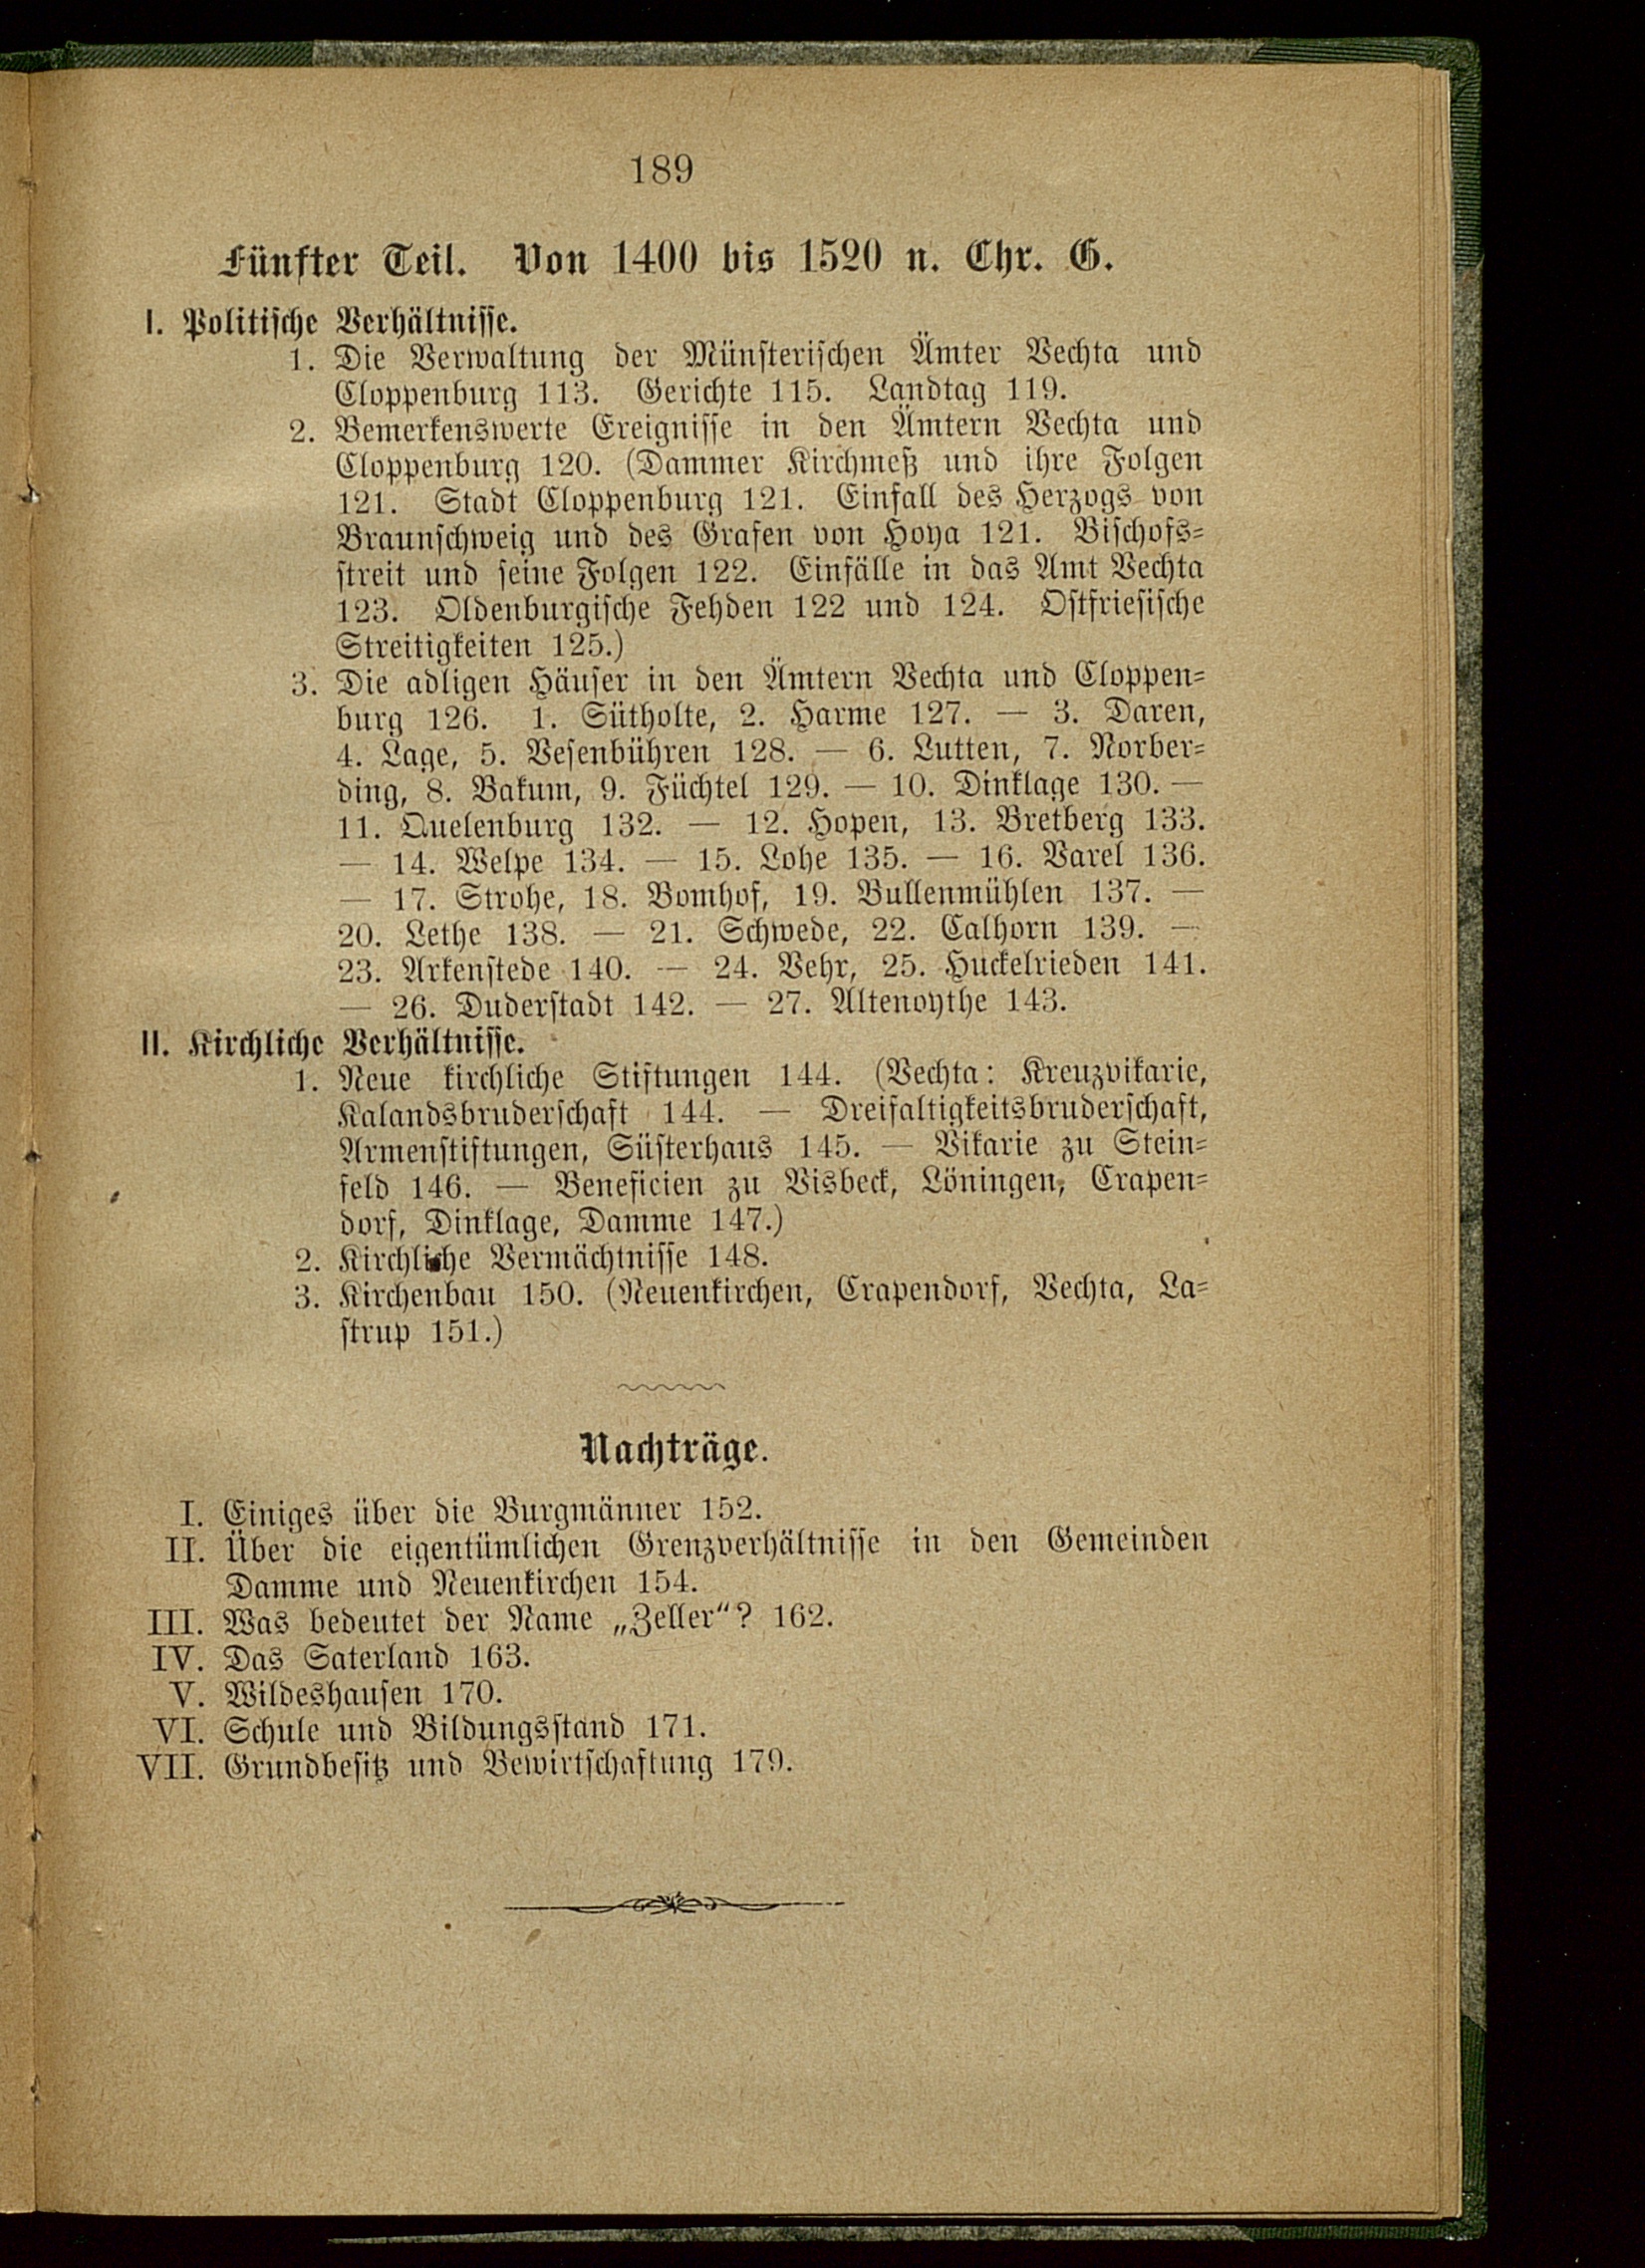 189
Fünfter Teil. Von 1400 bis 1520 n. Chr. G.
I. Politische Verhältnisse.
1. Die Verwaltung der Münsterischen Ämter Vechta und
Cloppenburg 113. Gerichte 115. Landtag 119.
2. Bemerkenswerte Ereignisse in den Ämtern Vechta und
Cloppenburg 120. (Dammer Kirchmeß und ihre Folgen
121. Stadt Cloppenburg 121. Einfall des Herzogs von
Braunschweig und des Grafen von Hoya 121. Bischofs-
streit und seine Folgen 122. Einfälle in das Amt Vechta
123. Oldenburgische Fehden 122 und 124. Ostfriesische
Streitigkeiten 125.)
3. Die adligen Häuser in den Ämtern Vechta und Cloppen-
burg 126. 1. Sütholte, 2. Harme 127. — 3. Daren,
4. Lage, 5. Vesenbühren 128. — 6. Lutten, 7. Norber-
ding, 8. Bakum, 9. Füchtel 129. — 10. Dinklage 130. —
11. Quelenburg 132. — 12. Hopen, 13. Bretberg 133.
— 14. Welpe 134. — 15. Lohe 135. — 16. Varel 136.
— 17. Strohe, 18. Bomhof, 19. Bullenmühlen 137. —
20. Lethe 138. — 21. Schwede, 22. Calhorn 139. —
23. Arkenstede 140. — 24. Vehr, 25. Huckelrieden 141.
— 26. Duderstadt 142. — 27. Altenoythe 143.
II. Kirchliche Verhältnisse.
1. Neue kirchliche Stiftungen 144. (Vechta: Kreuzvikarie,
Kalandsbruderschaft 144. — Dreifaltigkeitsbruderschaft,
Armenstiftungen, Süsterhaus 145. — Vikarie zu Stein-
feld 146. — Beneficien zu Visbeck, Löningen, Crapen-
dorf, Dinklage, Damme 147.)
2. Kirchliche Vermächtnisse 148.
3. Kirchenbau 150. (Neuenkirchen, Crapendorf, Vechta, La-
strup 151.)
Nachträge.
I. Einiges über die Burgmänner 152.
II. Über die eigentümlichen Grenzverhältnisse in den Gemeinden
Damme und Neuenkirchen 154.
III. Was bedeutet der Name „Zeller“? 162.
IV. Das Saterland 163.
V. Wildeshausen 170.
VI. Schule und Bildungsstand 171.
VII. Grundbesitz und Bewirtschaftung 179.